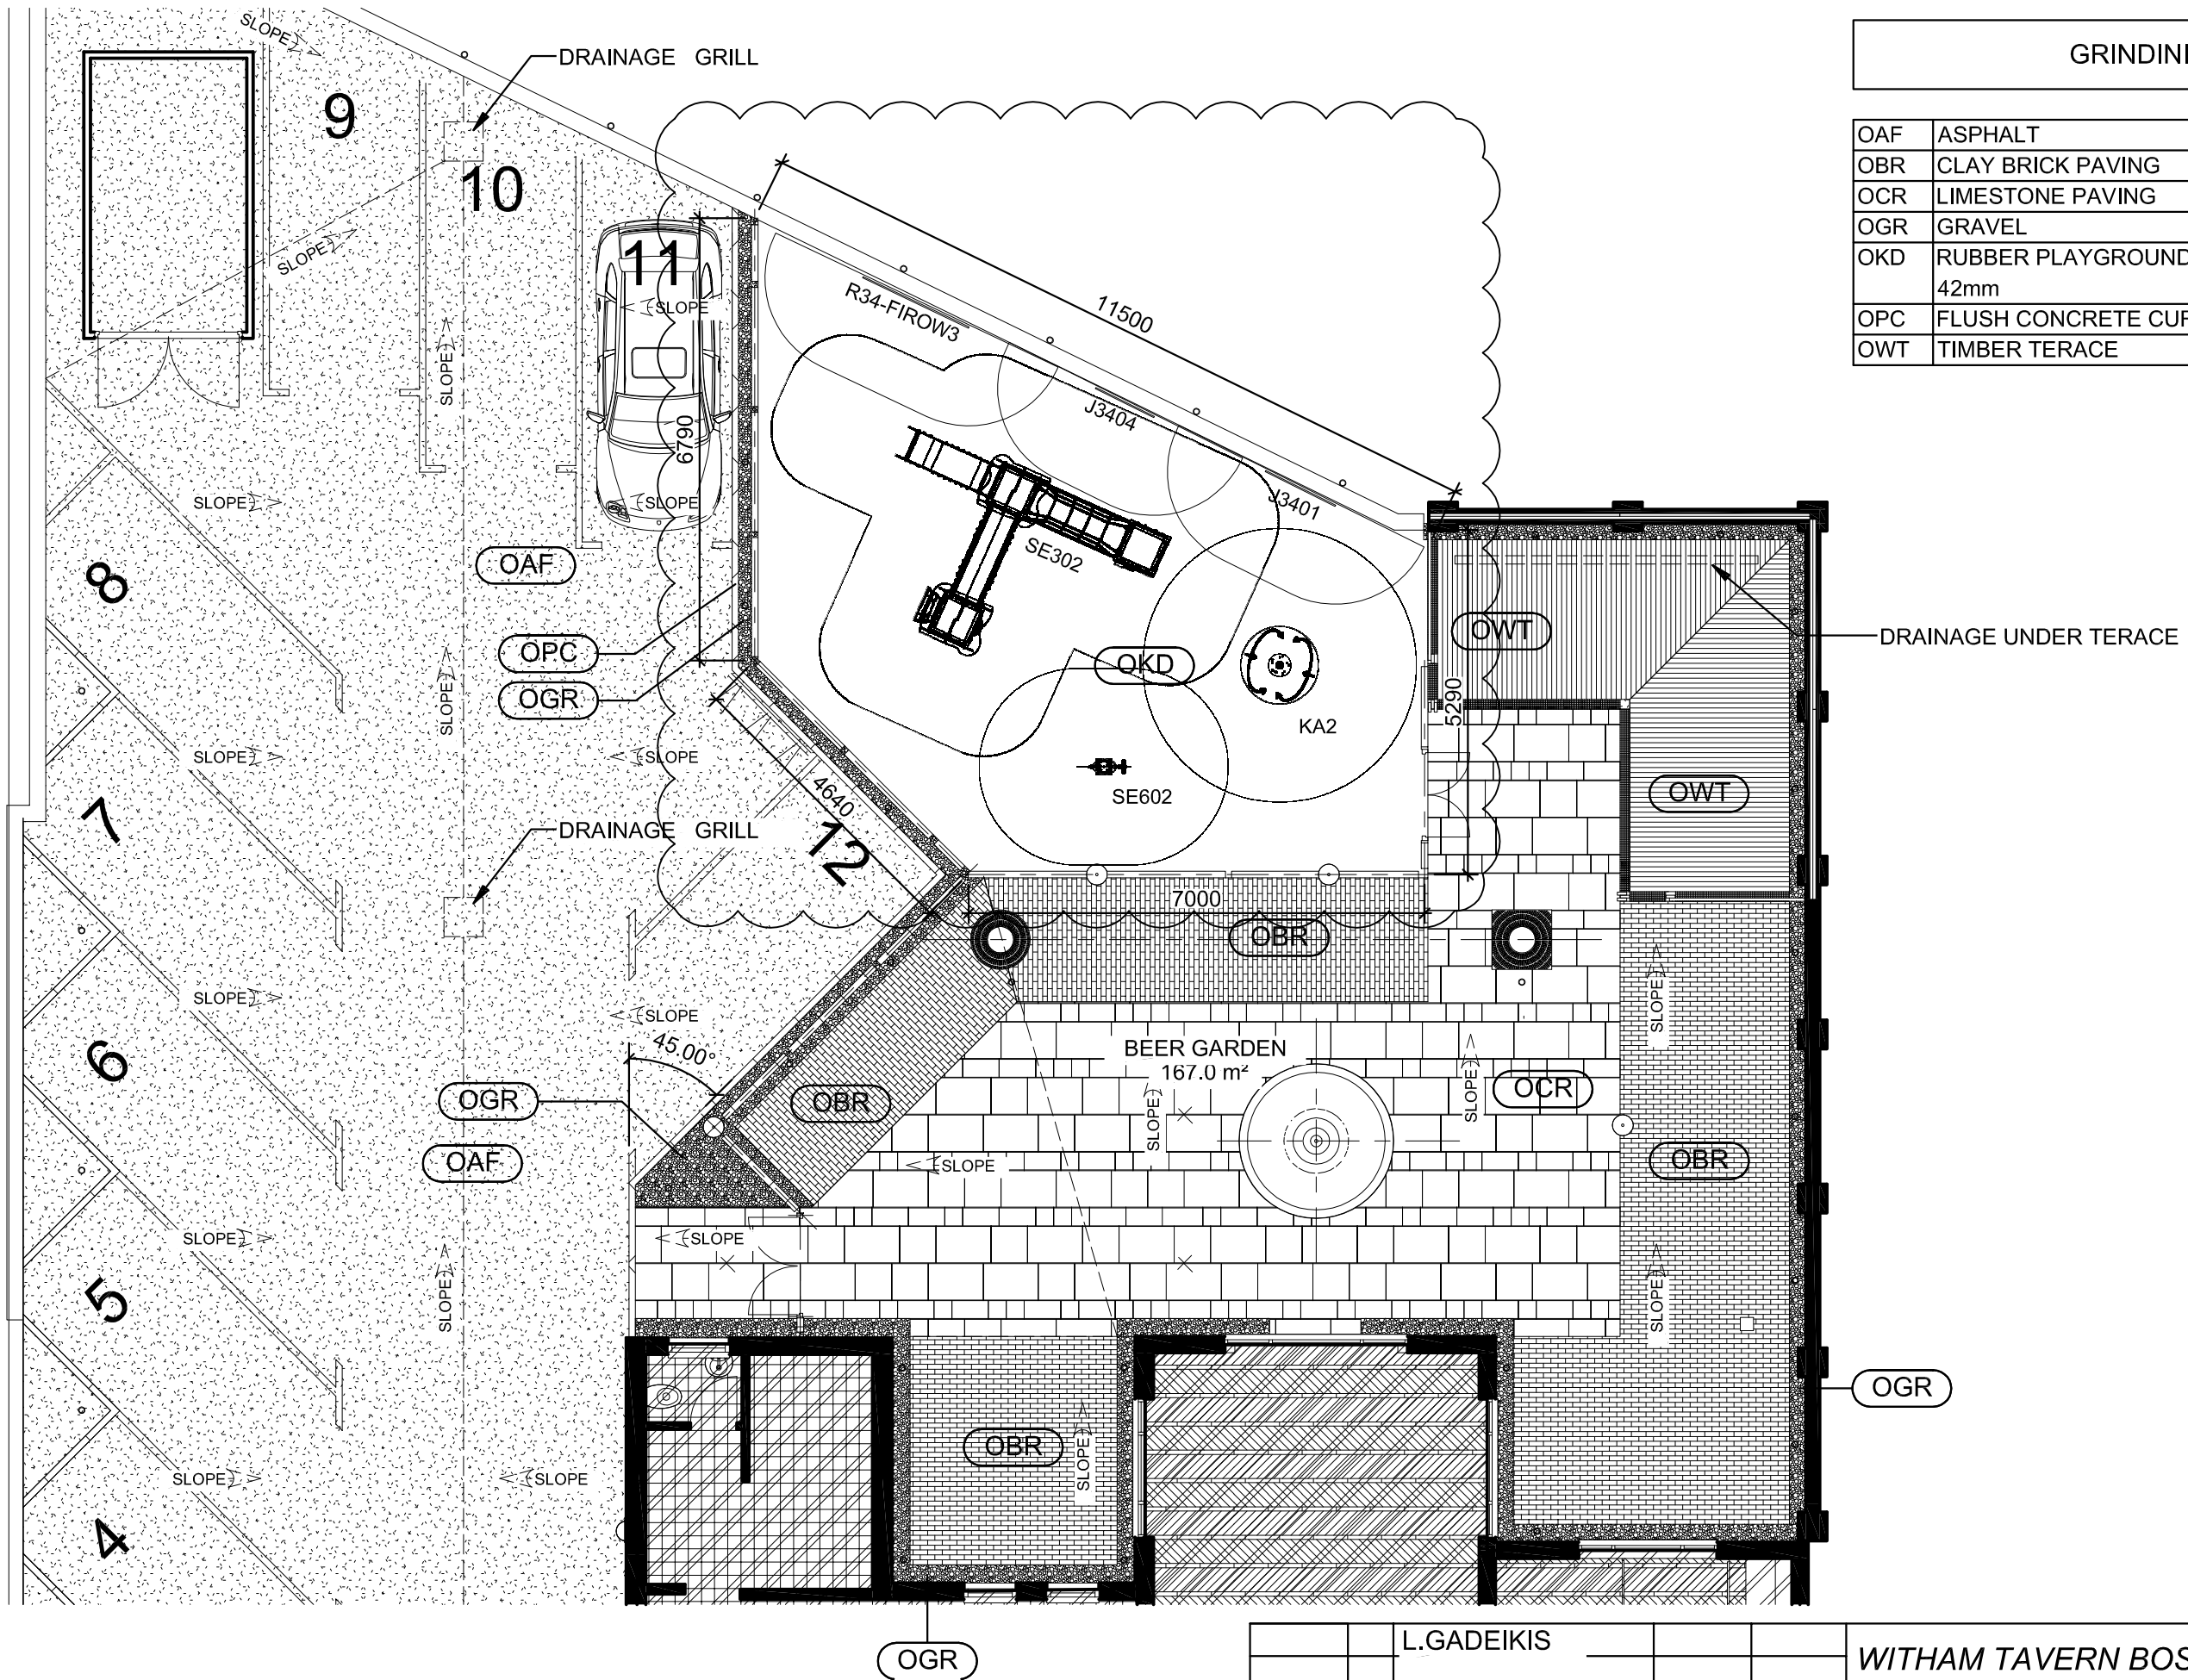 SLOPE
DRAINAGE GRILL
9
10
SLOPE
11
SLOPE
SLOPE
6790
SLOPE
SLOPE
8
OAF
OPC
OGR
SLOPE
SLOPE
SLOPE
7
DRAINAGE GRILL
4640
12
SLOPE
SLOPE
45.00°
6
OGR
OAF
OBR
SLOPE
SLOPE
SLOPE
5
SLOPE
SLOPE
SLOPE
4
11500
R34-FIROW3
J3404
J3401
SE302
OKD
KA2
SE602
5290
7000
OBR
OWT
DRAINAGE UNDER TERACE
OWT
BEER GARDEN
167.0 m²
SLOPE
SLOPE
OCR
SLOPE
OBR
SLOPE
OBR
SLOPE
OGR
OGR
OAF ASPHALT
OBR CLAY BRICK PAVING
OCR LIMESTONE PAVING
OGR GRAVEL
OKD RUBBER PLAYGROUND
42mm
OPC FLUSH CONCRETE
OWT TIMBER TERACE
L.GADEIKIS
WITHAM TAVERN